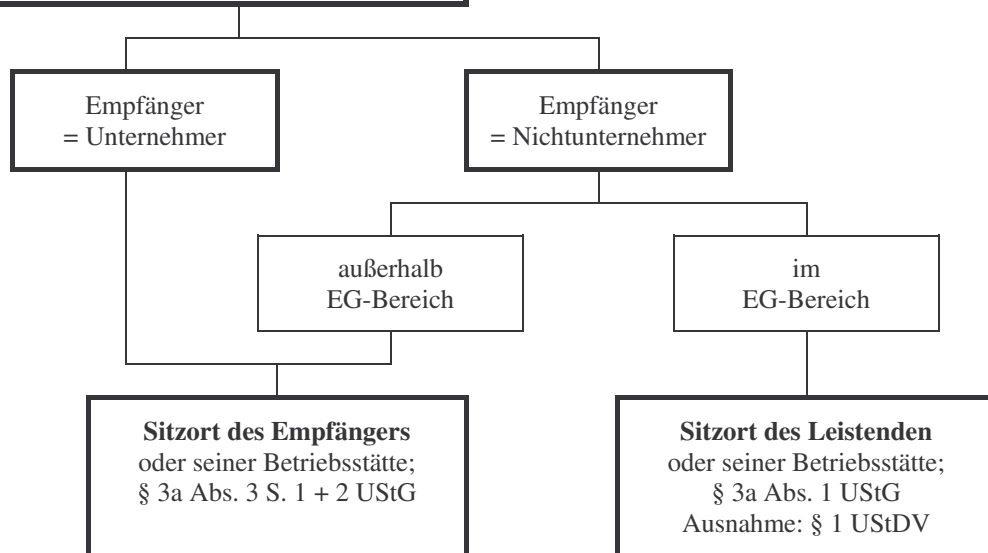 Empfänger
= Unternehmer
Empfänger
= Nichtunternehmer
außerhalb
EG-Bereich
im
EG-Bereich
Sitzort des Empfängers
oder seiner Betriebsstätte;
§ 3a Abs. 3 S. 1 + 2 UStG
Sitzort des Leistenden
oder seiner Betriebsstätte;
§ 3a Abs. 1 UStG
Ausnahme: § 1 UStDV